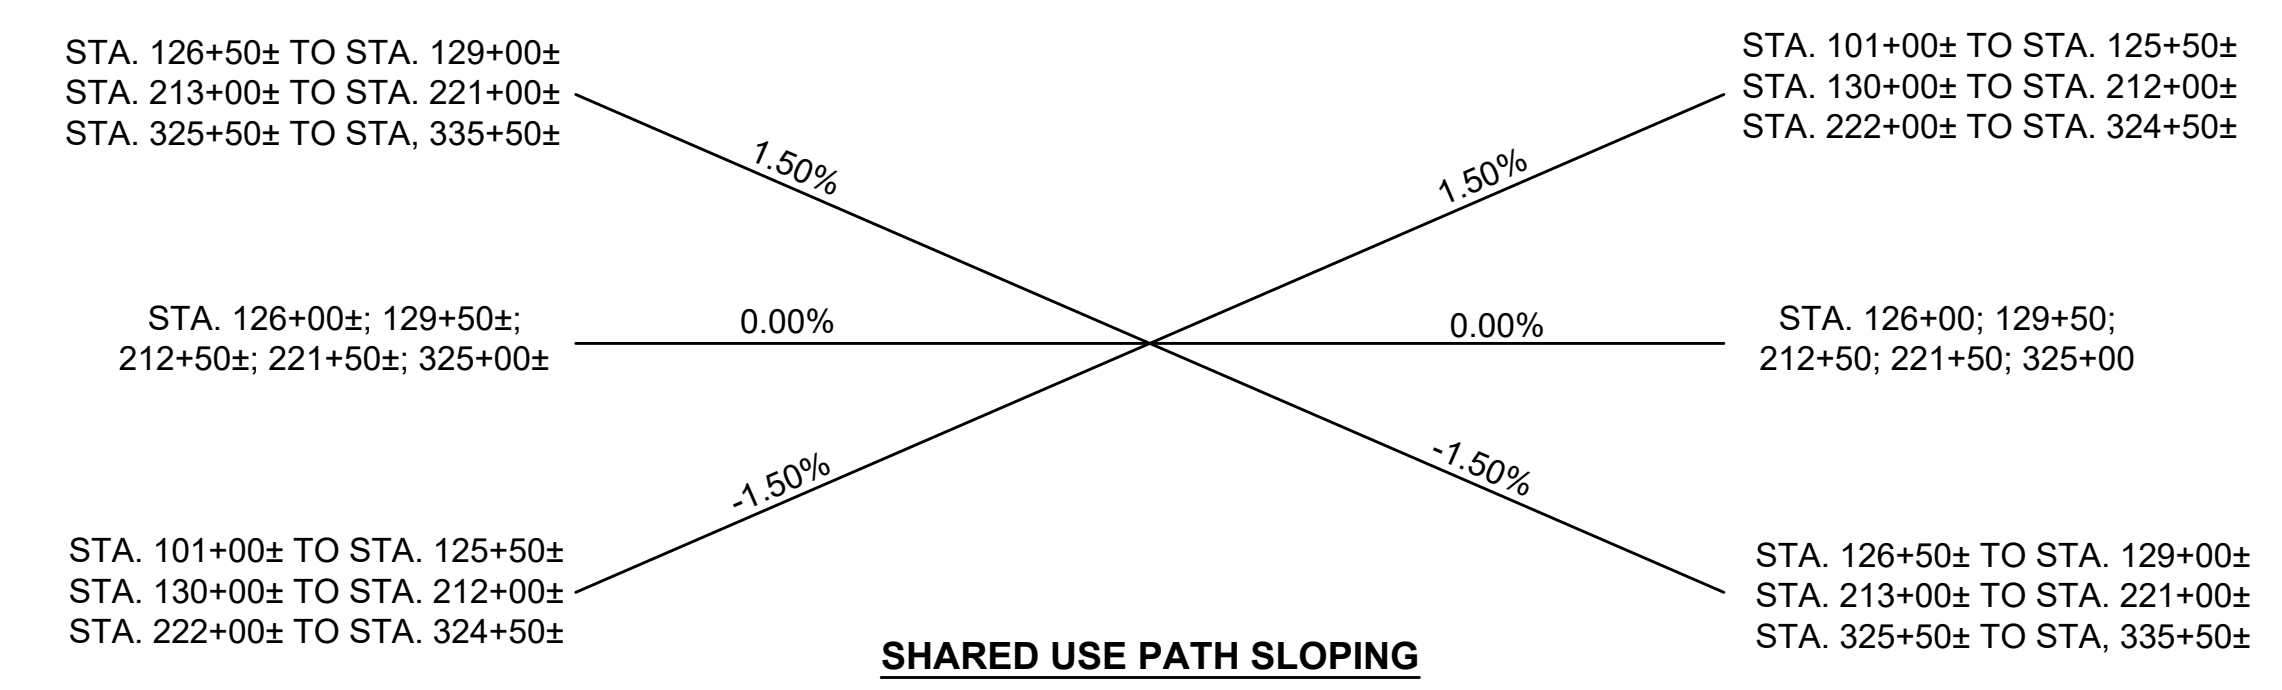 STA. 126+50± TO STA. 129+00±
STA. 213+00± TO STA. 221+00±
STA. 325+50± TO STA, 335+50±
STA. 101+00± TO STA. 125+50±
STA. 130+00± TO STA. 212+00±
STA. 222+00± TO STA. 324+50±
1.50%
1.50%
STA. 126+00±; 129+50±;
212+50±; 221+50±; 325+00±
0.00%
0.00%
STA. 126+00; 129+50;
212+50; 221+50; 325+00
-1.50%
-1.50%
STA. 101+00± TO STA. 125+50±
STA. 130+00± TO STA. 212+00±
STA. 222+00± TO STA. 324+50±
STA. 126+50± TO STA. 129+00±
STA. 213+00± TO STA. 221+00±
STA. 325+50± TO STA, 335+50±
SHARED USE PATH SLOPING